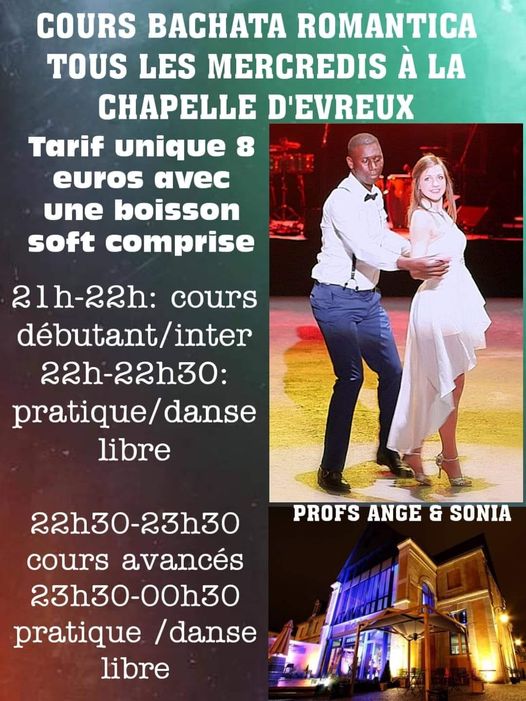 COURS BACHATA ROMANTICA
TOUS LES MERCREDIS À LA
CHAPELLE D'EVREUX
Tarif unique 8
euros avec
une boisson
soft comprise
21h-22h: cours
débutant/inter
22h-22h30:
pratique/danse
libre
22h30-23h30
cours avancés
23h30-00h30
pratique /danse
libre
PROFS ANGE & SONIA